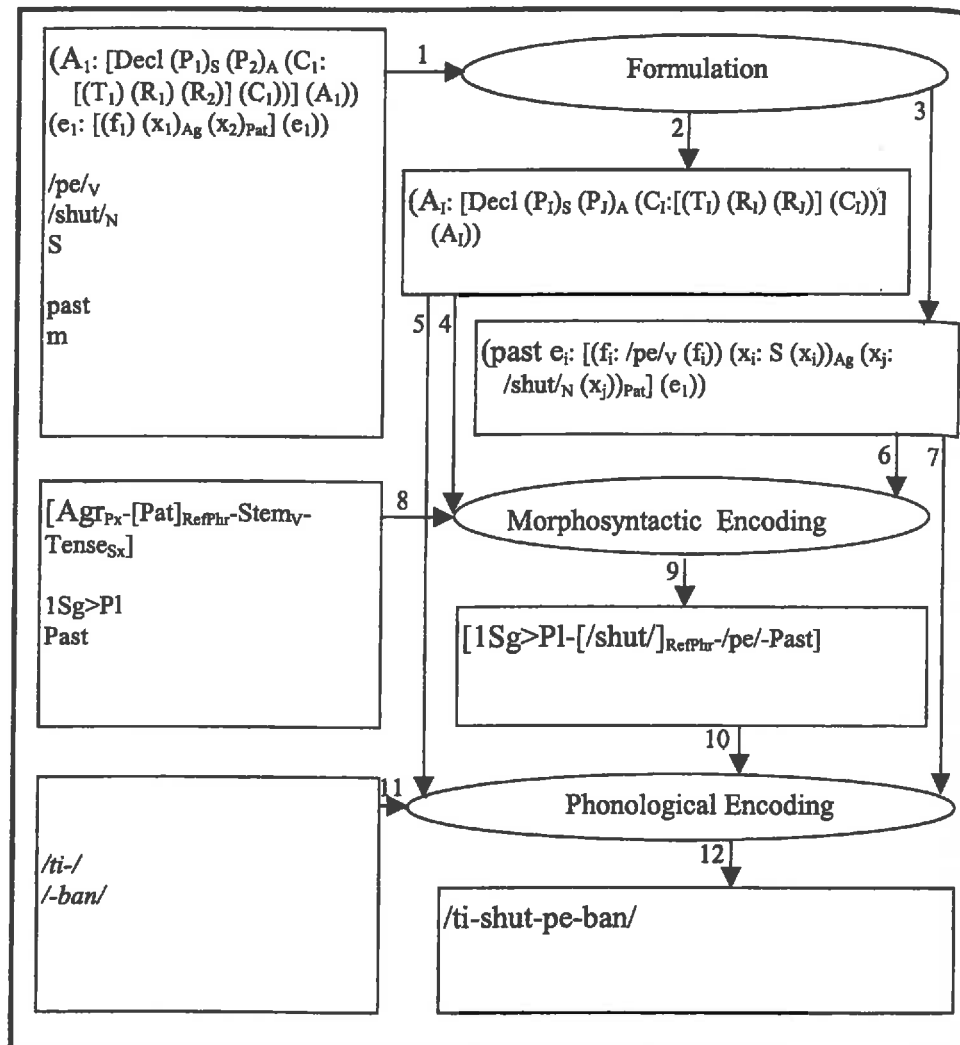 (A₁: [Decl (P₁)S (P₂)A (C₁:
[(T₁) (R₁) (R₂)] (C₁))] (A₁))
(e₁: [(f₁) (x₁)Ag (x₂)Pat] (e₁))
/pe/V
/shut/N
S
past
m
1
Formulation
2
3
(AI: [Decl (PI)S (PJ)A (CI:[(TI) (RI) (RJ)] (CI))]
(AI))
5
4
(past ei: [(fi: /pe/V (fi)) (xi: S (xi))Ag (xj:
/shut/N (xj))Pat] (e₁))
6
7
[AgrPx-[Pat]RefPhr-StemV-
TenseSx]
1Sg>Pl
Past
8
Morphosyntactic Encoding
9
[1Sg>Pl-[/shut/]RefPhr-/pe/-Past]
10
/ti-/
/-ban/
11
Phonological Encoding
12
/ti-shut-pe-ban/